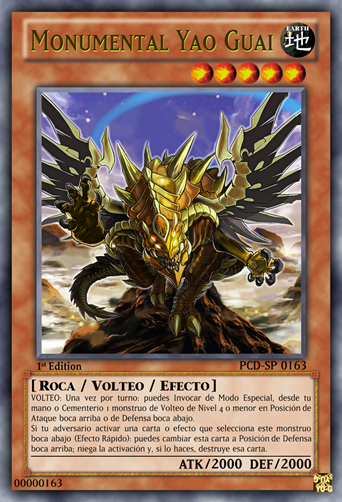 MONUMENTAL YAO GUAI
EARTH
地
1st Edition
PCD-SP 0163
[ ROCA / VOLTEO / EFECTO ]
VOLTEO: Una vez por turno: puedes Invocar de Modo Especial, desde tu
mano o Cementerio 1 monstruo de Volteo de Nivel 4 o menor en Posición de
Ataque boca arriba o de Defensa boca abajo.
Si tu adversario activar una carta o efecto que selecciona este monstruo
boca abajo (Efecto Rápido): puedes cambiar esta carta a Posición de Defensa
boca arriba; niega la activación y, si lo haces, destruye esa carta.
ATK/2000 DEF/2000
00000163